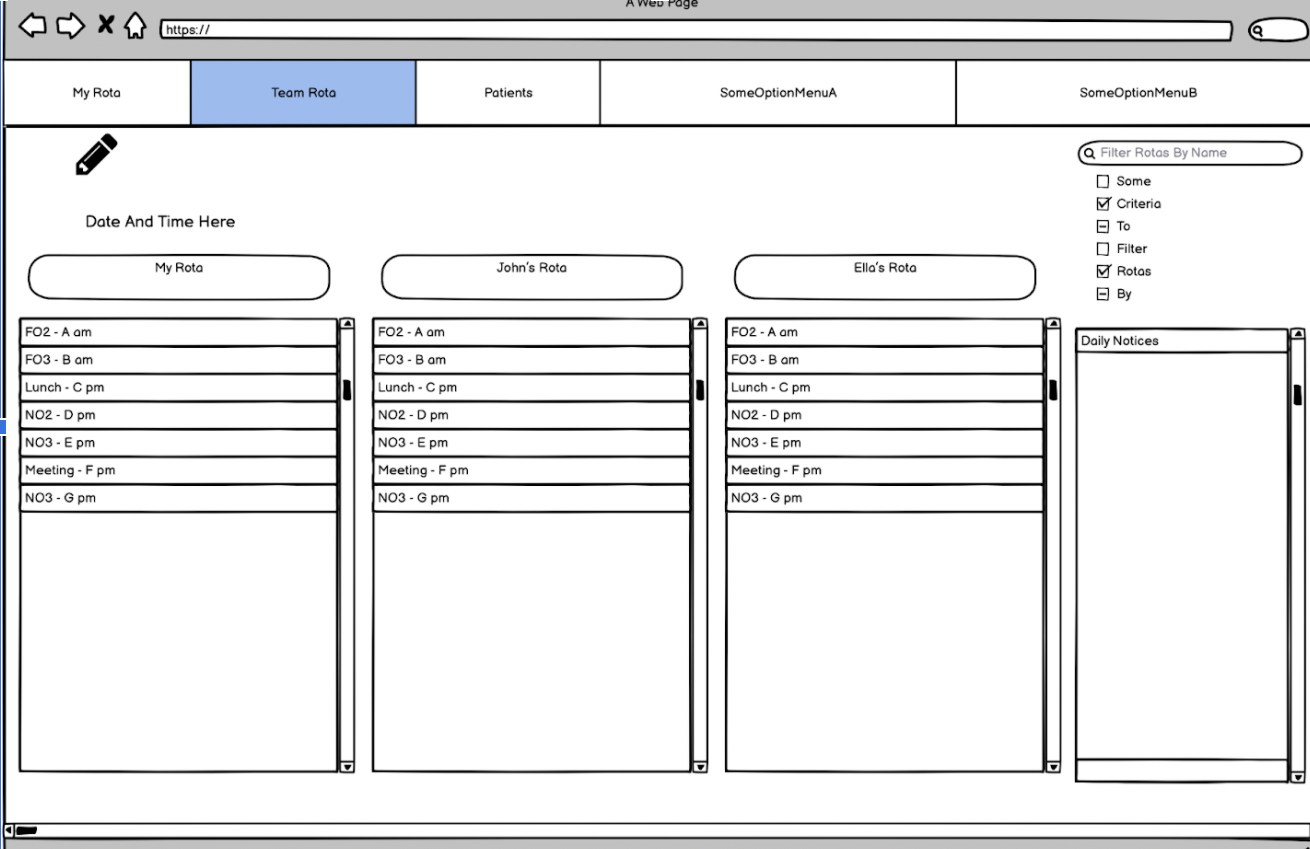 A Web Page
https://
My Rota
Team Rota
Patients
SomeOptionMenuA
SomeOptionMenuB
Filter Rotas By Name
Some
Criteria
To
Filter
Rotas
By
Date And Time Here
My Rota
FO2 - A am
FO3 - B am
Lunch - C pm
NO2 - D pm
NO3 - E pm
Meeting - F pm
NO3 - G pm
John's Rota
FO2 - A am
FO3 - B am
Lunch - C pm
NO2 - D pm
NO3 - E pm
Meeting - F pm
NO3 - G pm
Ella's Rota
FO2 - A am
FO3 - B am
Lunch - C pm
NO2 - D pm
NO3 - E pm
Meeting - F pm
NO3 - G pm
Daily Notices